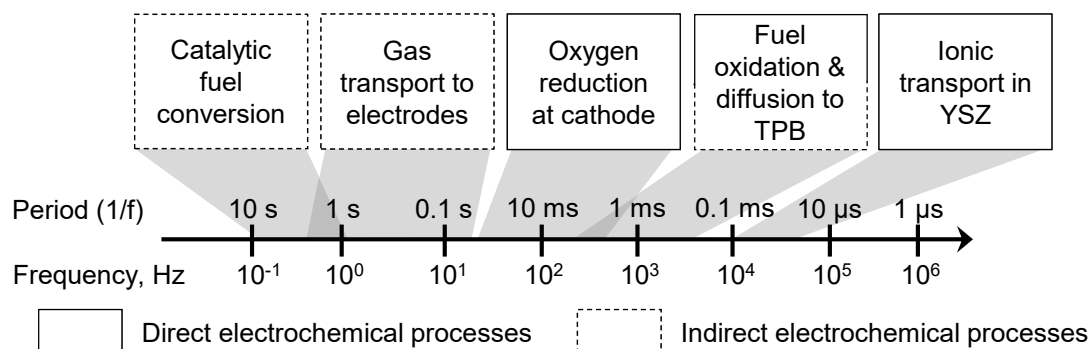 Catalytic
fuel
conversion
Gas
transport to
electrodes
Oxygen
reduction
at cathode
Fuel
oxidation &
diffusion to
TPB
Ionic
transport in
YSZ
Period (1/f) 10 s 1 s 0.1 s 10 ms 1 ms 0.1 ms 10 µs 1 µs
Frequency, Hz 10⁻¹ 10⁰ 10¹ 10² 10³ 10⁴ 10⁵ 10⁶
Direct electrochemical processes
Indirect electrochemical processes